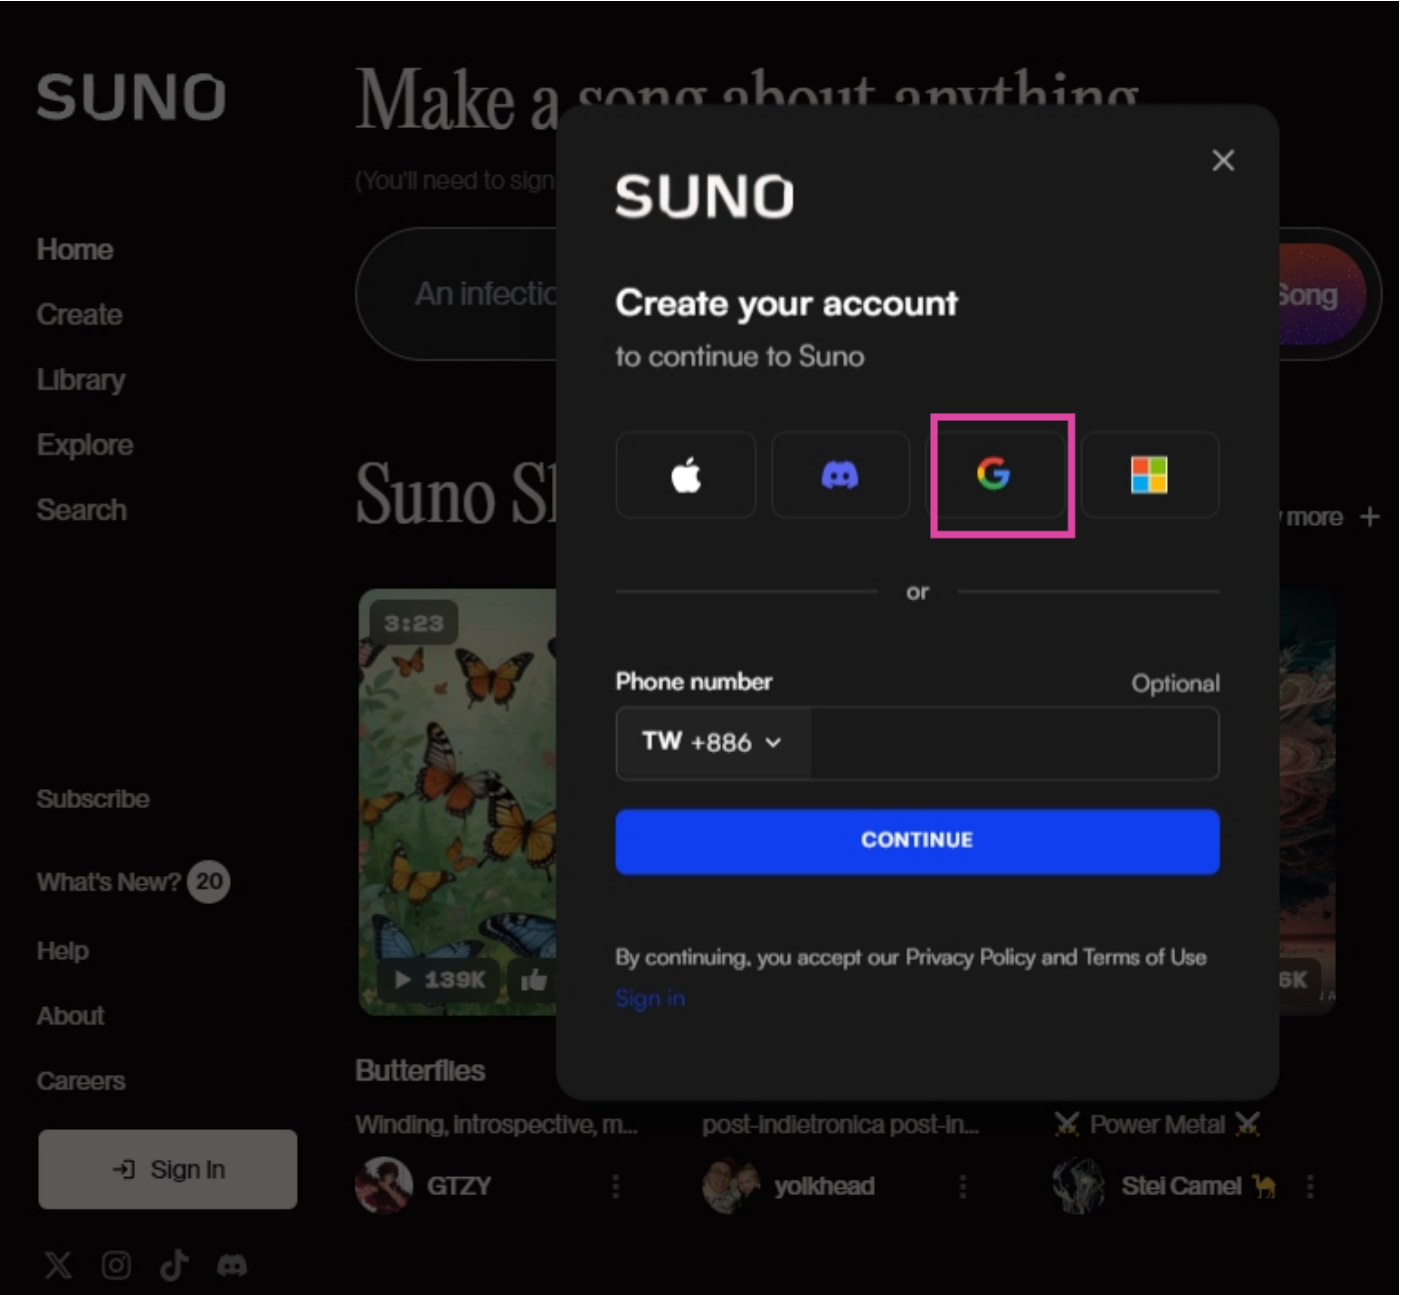 SUNO
Home
Create
Library
Explore
Search
Subscribe
What's New? 20
Help
About
Careers
Sign In
Make a song about anything
(You'll need to sign
An infectio
Song
Suno
more +
3:23
139K
6K
Butterflies
Winding, introspective, m...
GTZY
post-indietronica post-in...
yolkhead
⚔️ Power Metal ⚔️
Stel Camel 🐪
SUNO
Create your account
to continue to Suno
or
Phone number
Optional
TW +886
CONTINUE
By continuing, you accept our Privacy Policy and Terms of Use
Sign in